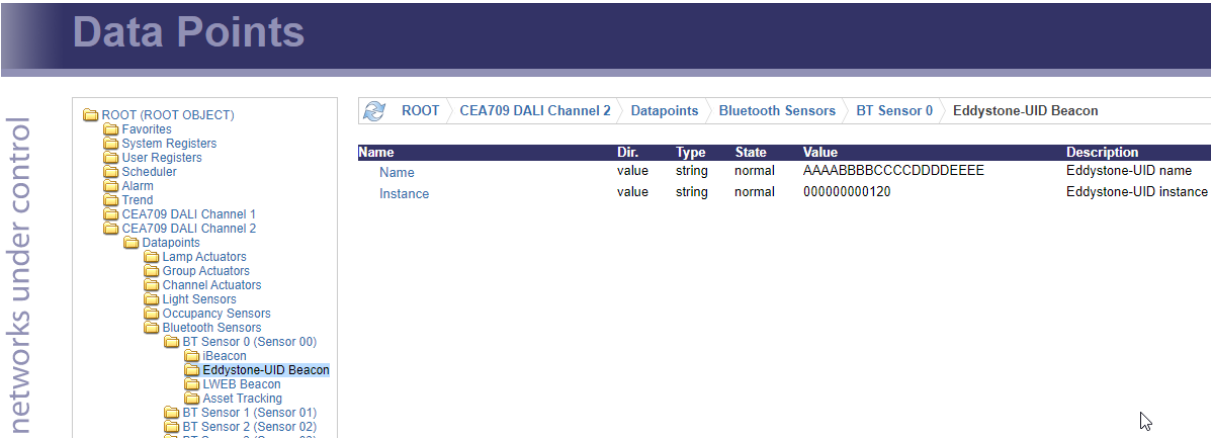 Data Points
networks under control
ROOT (ROOT OBJECT)
Favorites
System Registers
User Registers
Scheduler
Alarm
Trend
CEA709 DALI Channel 1
CEA709 DALI Channel 2
Datapoints
Lamp Actuators
Group Actuators
Channel Actuators
Light Sensors
Occupancy Sensors
Bluetooth Sensors
BT Sensor 0 (Sensor 00)
iBeacon
Eddystone-UID Beacon
LWEB Beacon
Asset Tracking
BT Sensor 1 (Sensor 01)
BT Sensor 2 (Sensor 02)
ROOT CEA709 DALI Channel 2 Datapoints Bluetooth Sensors BT Sensor 0 Eddystone-UID Beacon
Name Dir. Type State Value Description
Name value string normal AAAABBBBCCCCDDDDEEEE Eddystone-UID name
Instance value string normal 000000000120 Eddystone-UID instance